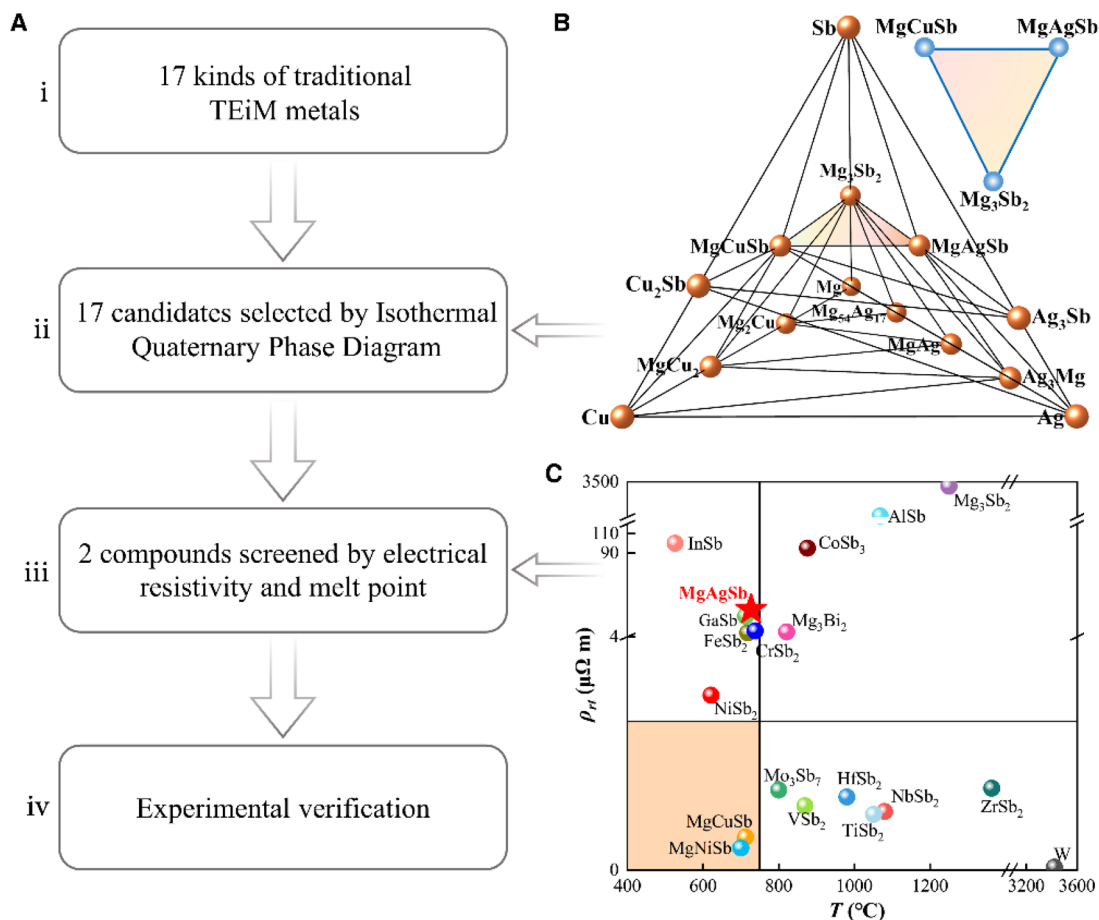 A
i
17 kinds of traditional
TEiM metals
ii
17 candidates selected by Isothermal
Quaternary Phase Diagram
iii
2 compounds screened by electrical
resistivity and melt point
iv
Experimental verification
B
Sb
MgCuSb
MgAgSb
Mg₃Sb₂
Mg₃Sb₂
MgCuSb
MgAgSb
Cu₂Sb
Mg
Mg₅₄Ag₁₇
Ag₃Sb
Mg₂Cu
MgAg
MgCu₂
Ag₃Mg
Cu
Ag
C
3500
Mg₃Sb₂
AlSb
110
InSb
CoSb₃
90
MgAgSb
GaSb
Mg₃Bi₂
4
FeSb₂
CrSb₂
ρrt (μΩ m)
NiSb₂
Mo₃Sb₇
HfSb₂
NbSb₂
ZrSb₂
VSb₂
TiSb₂
MgCuSb
MgNiSb
W
0
400 600 800 1000 1200 3200 3600
T (°C)